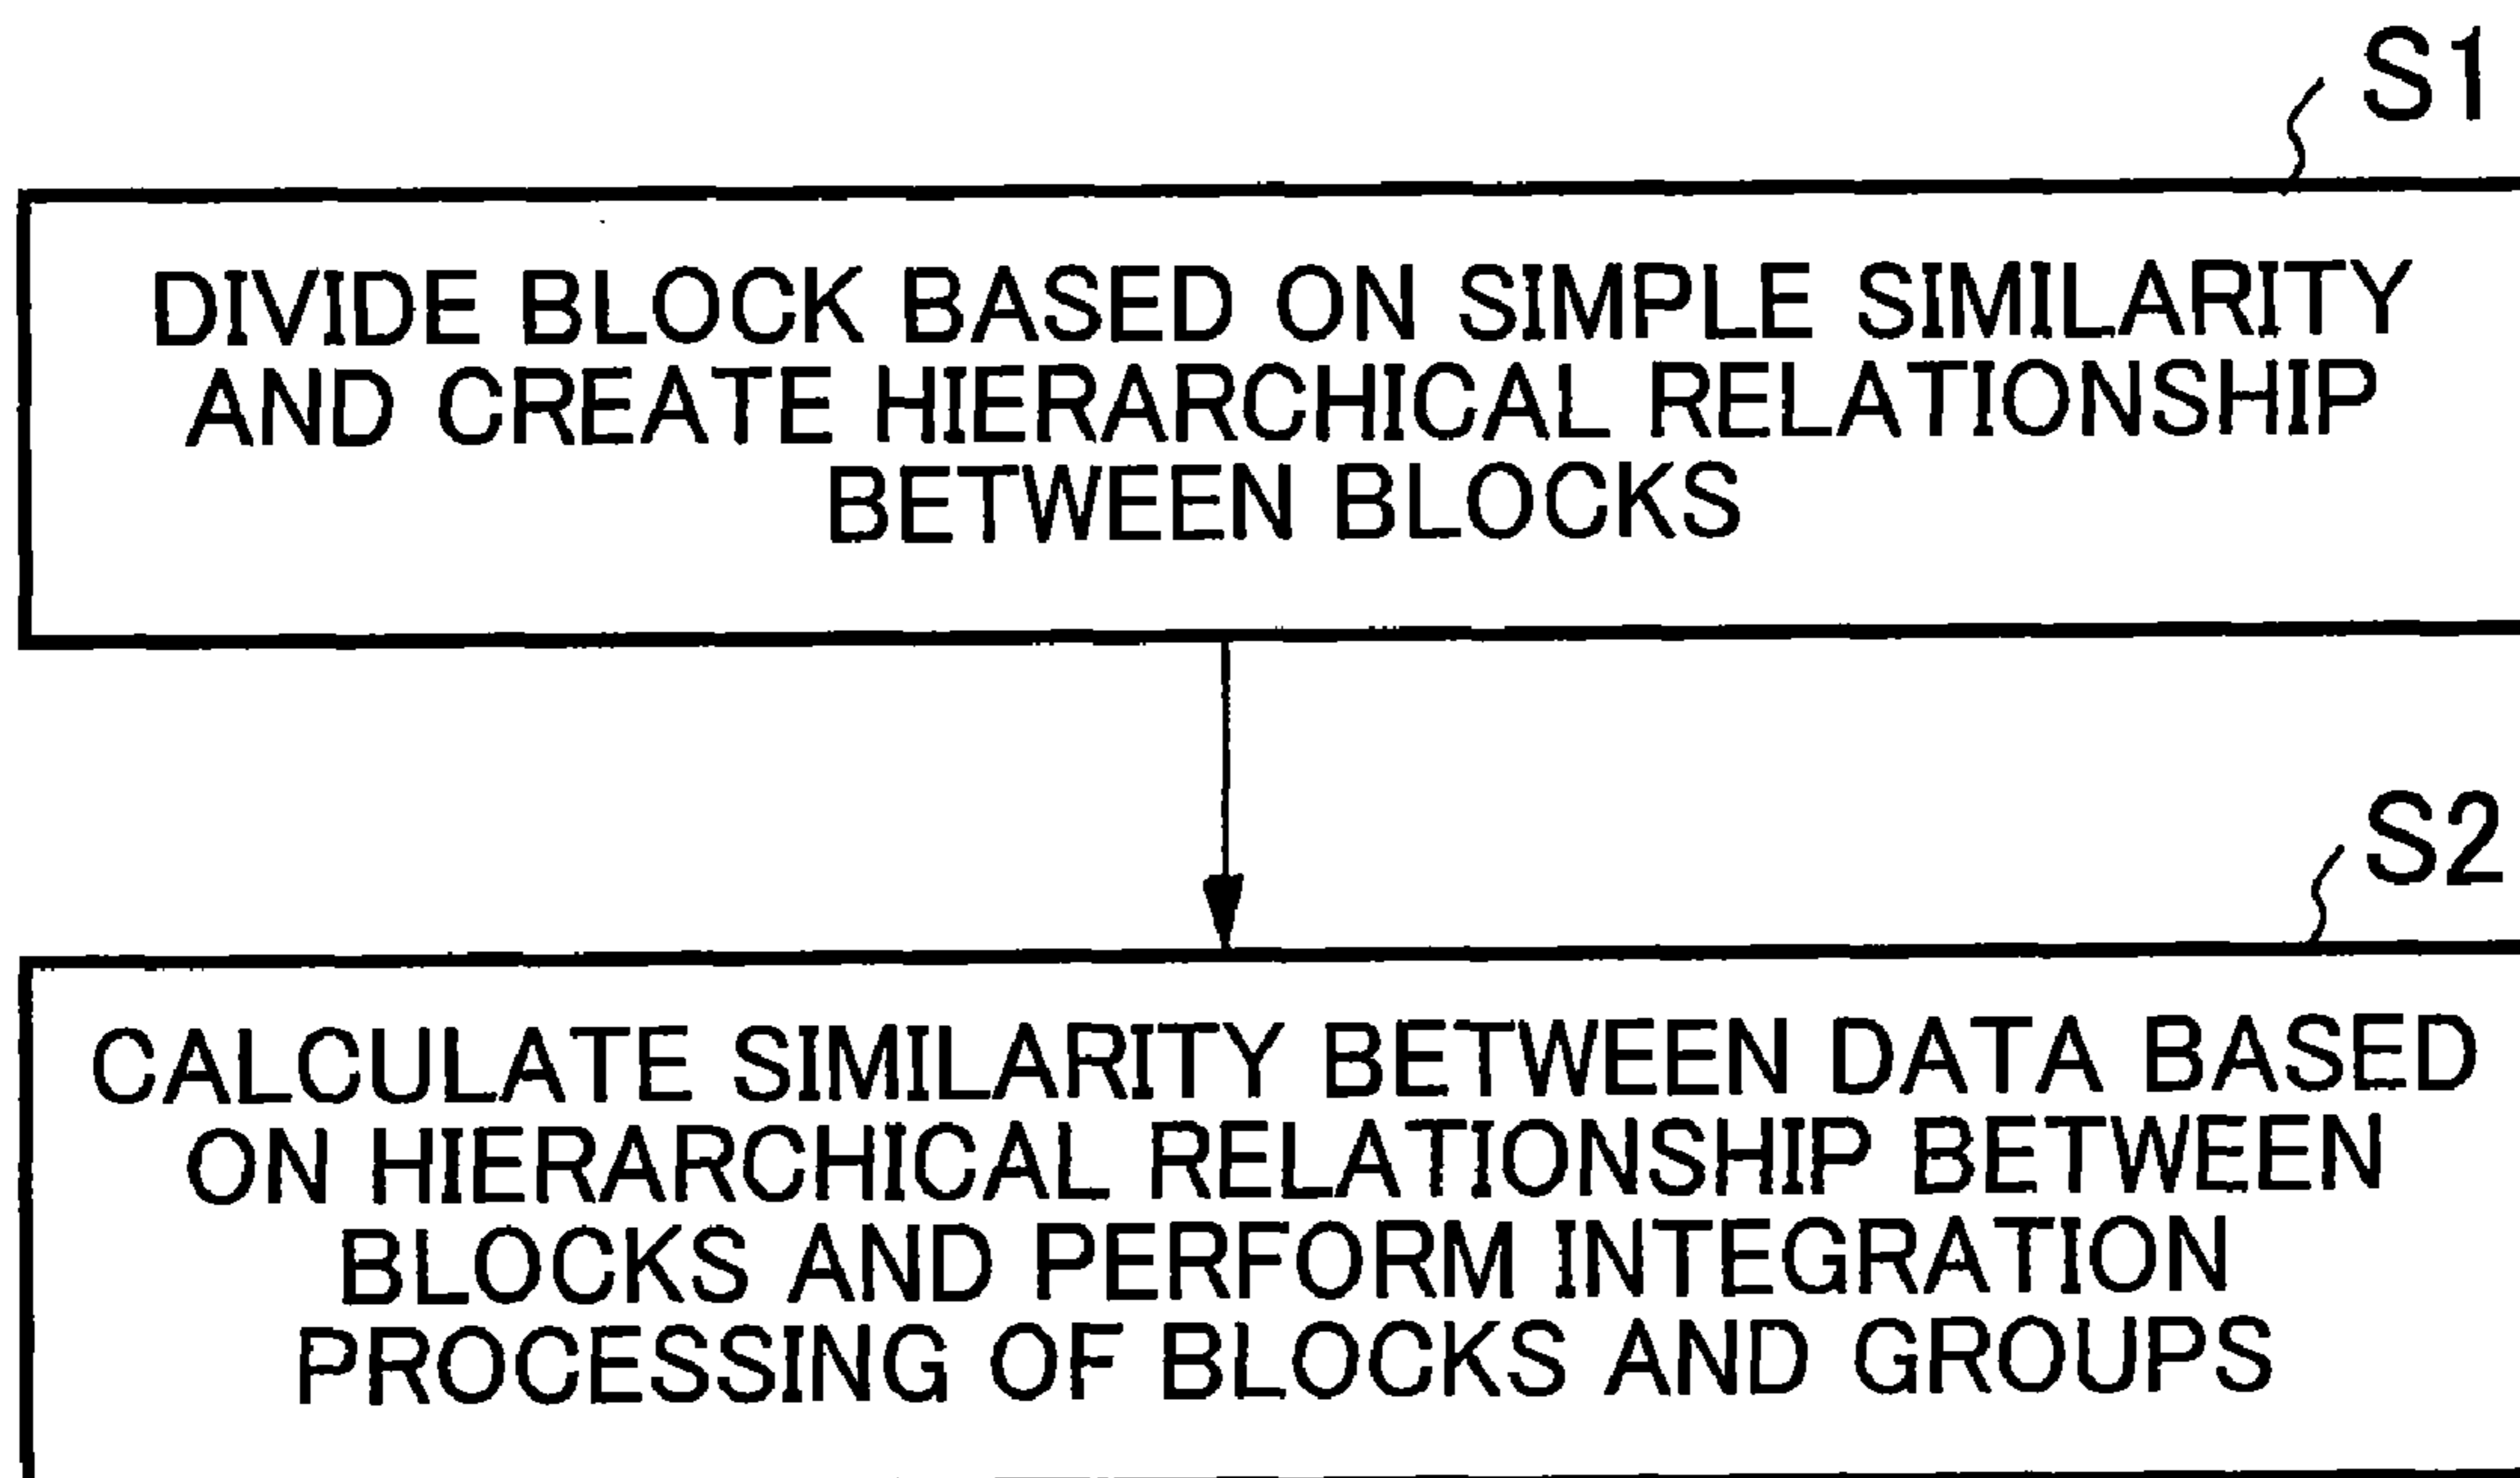 S1
DIVIDE BLOCK BASED ON SIMPLE SIMILARITY
AND CREATE HIERARCHICAL RELATIONSHIP
BETWEEN BLOCKS
S2
CALCULATE SIMILARITY BETWEEN DATA BASED
ON HIERARCHICAL RELATIONSHIP BETWEEN
BLOCKS AND PERFORM INTEGRATION
PROCESSING OF BLOCKS AND GROUPS